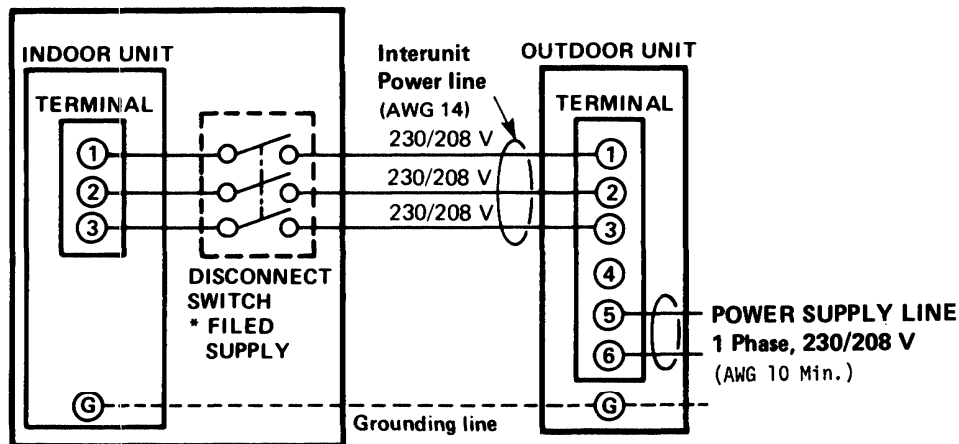 INDOOR UNIT
TERMINAL
1
2
3
G
DISCONNECT
SWITCH
* FILED
SUPPLY
Interunit
Power line
(AWG 14)
230/208 V
230/208 V
230/208 V
Grounding line
OUTDOOR UNIT
TERMINAL
1
2
3
4
5
6
G
POWER SUPPLY LINE
1 Phase, 230/208 V
(AWG 10 Min.)